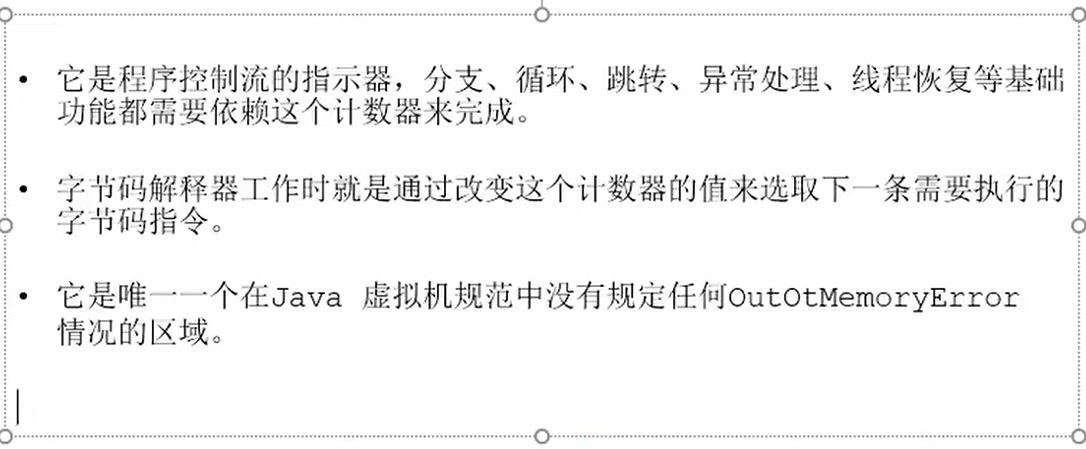 • 它是程序控制流的指示器，分支、循环、跳转、异常处理、线程恢复等基础
功能都需要依赖这个计数器来完成。
• 字节码解释器工作时就是通过改变这个计数器的值来选取下一条需要执行的
字节码指令。
• 它是唯一一个在Java 虚拟机规范中没有规定任何OutOtMemoryError
情况的区域。